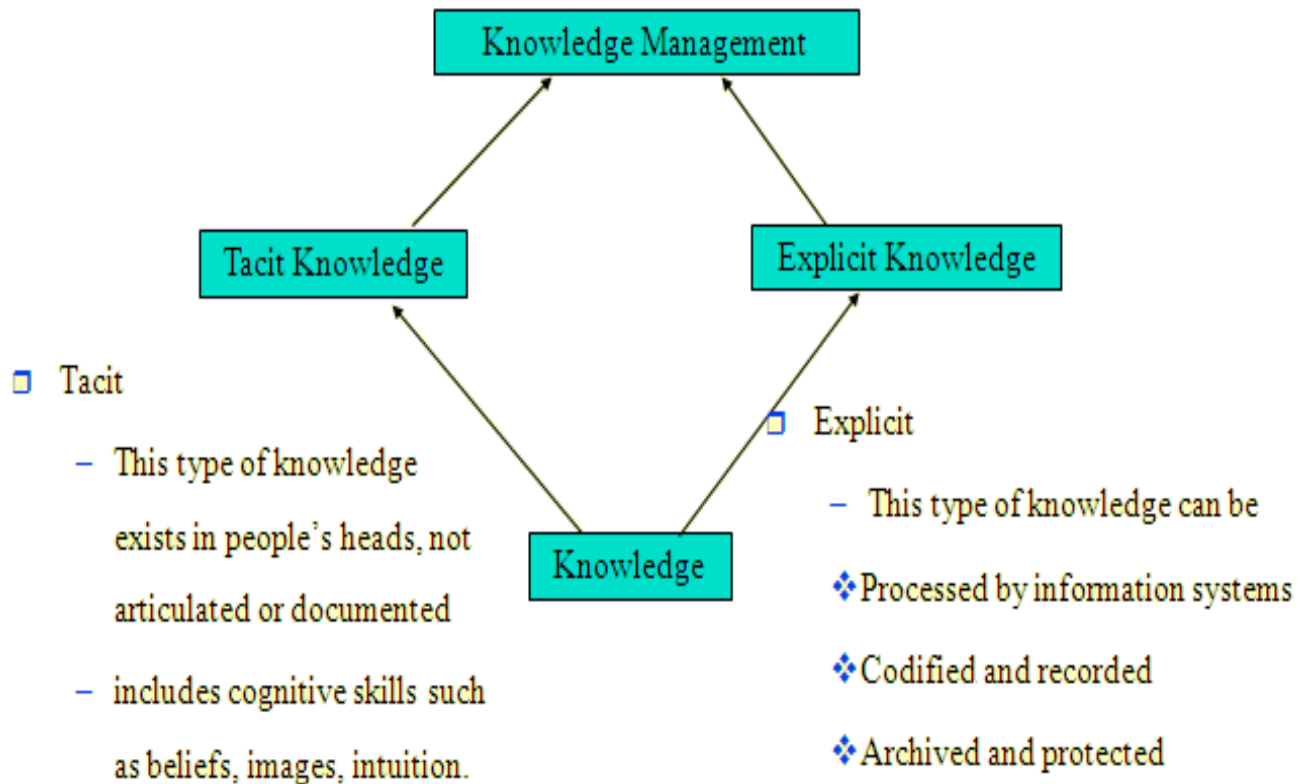 Knowledge Management
Tacit Knowledge
Explicit Knowledge
Tacit
– This type of knowledge
exists in people's heads, not
articulated or documented
– includes cognitive skills such
as beliefs, images, intuition.
Knowledge
Explicit
– This type of knowledge can be
❖Processed by information systems
❖Codified and recorded
❖Archived and protected